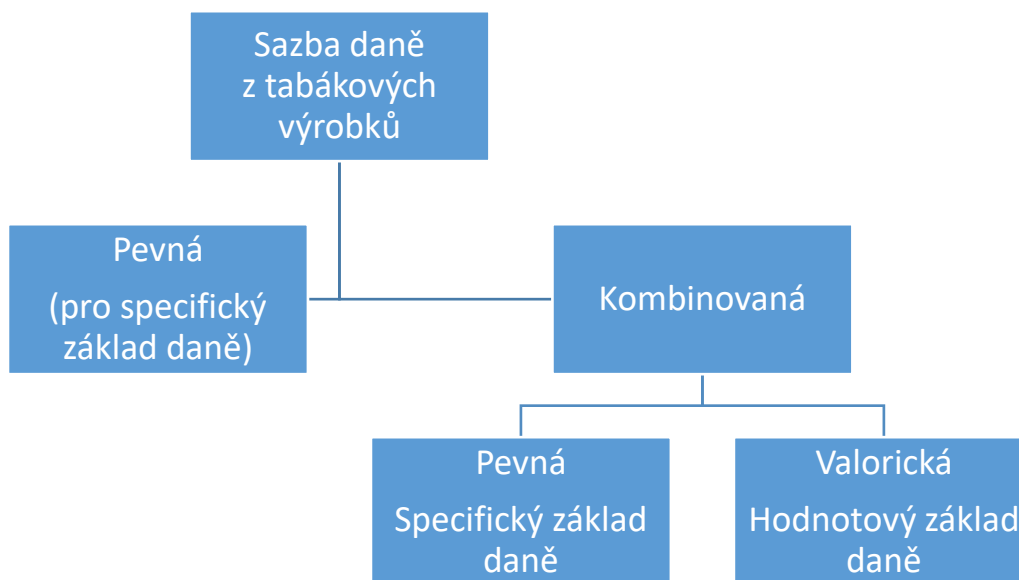 Sazba daně
z tabákových
výrobků
Pevná
(pro specifický
základ daně)
Kombinovaná
Pevná
Specifický základ
daně
Valorická
Hodnotový základ
daně